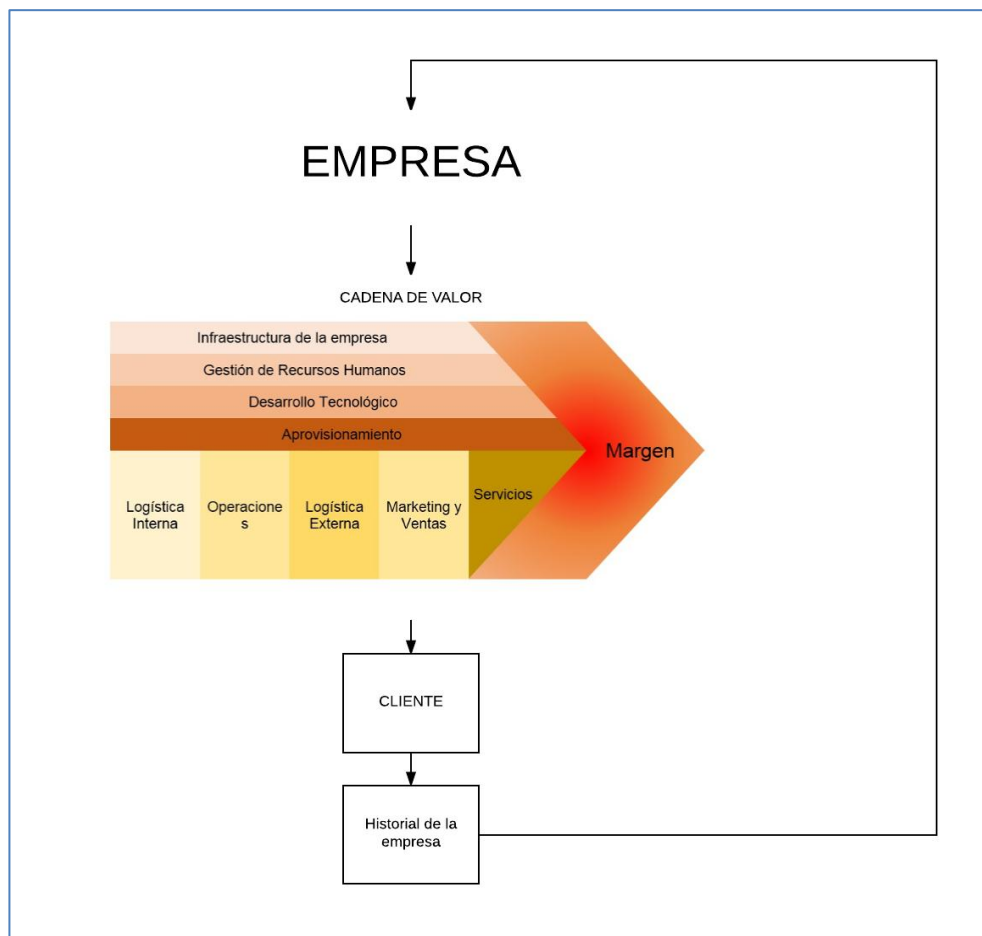 EMPRESA
CADENA DE VALOR
Infraestructura de la empresa
Gestión de Recursos Humanos
Desarrollo Tecnológico
Aprovisionamiento
Margen
Logística
Interna
Operacione
s
Logística
Externa
Marketing y
Ventas
Servicios
CLIENTE
Historial de la
empresa